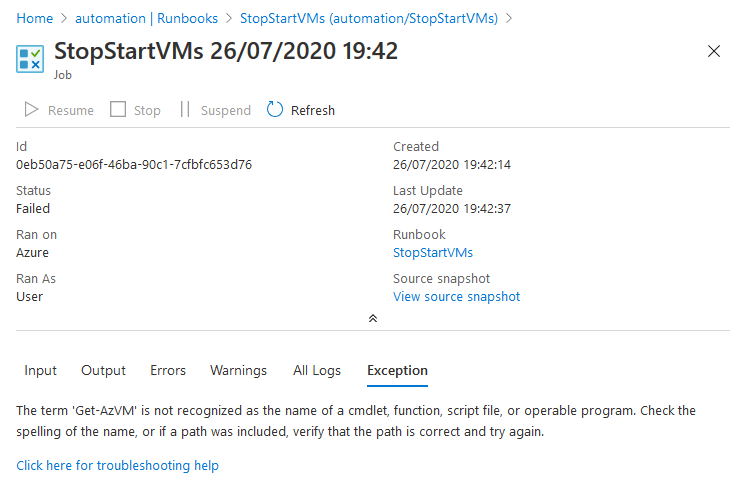 Home > automation | Runbooks > StopStartVMs (automation/StopStartVMs) >
StopStartVMs 26/07/2020 19:42
Job
Resume Stop Suspend Refresh
Id
0eb50a75-e06f-46ba-90c1-7cfbfc653d76
Created
26/07/2020 19:42:14
Status
Failed
Last Update
26/07/2020 19:42:37
Ran on
Azure
Runbook
StopStartVMs
Ran As
User
Source snapshot
View source snapshot
Input Output Errors Warnings All Logs Exception
The term 'Get-AzVM' is not recognized as the name of a cmdlet, function, script file, or operable program. Check the
spelling of the name, or if a path was included, verify that the path is correct and try again.
Click here for troubleshooting help